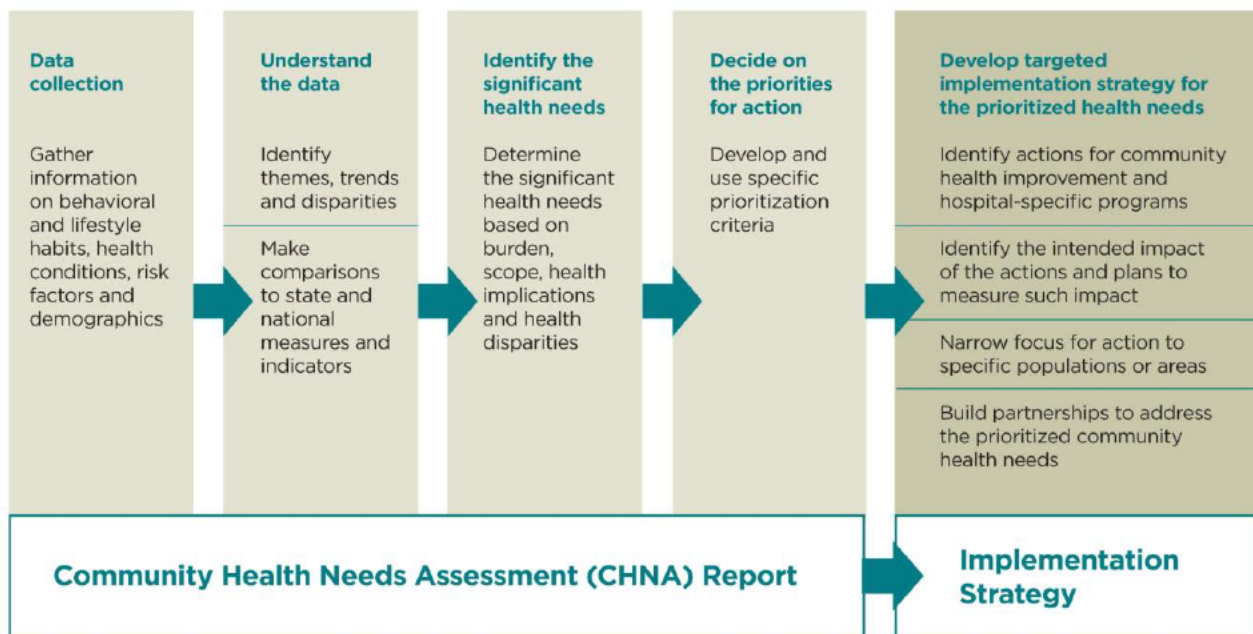 Data
collection
Gather
information
on behavioral
and lifestyle
habits, health
conditions, risk
factors and
demographics
Understand
the data
Identify
themes, trends
and disparities
Make
comparisons
to state and
national
measures and
indicators
Identify the
significant
health needs
Determine
the significant
health needs
based on
burden,
scope, health
implications
and health
disparities
Decide on
the priorities
for action
Develop and
use specific
prioritization
criteria
Develop targeted
implementation strategy for
the prioritized health needs
Identify actions for community
health improvement and
hospital-specific programs
Identify the intended impact
of the actions and plans to
measure such impact
Narrow focus for action to
specific populations or areas
Build partnerships to address
the prioritized community
health needs
Community Health Needs Assessment (CHNA) Report
Implementation
Strategy